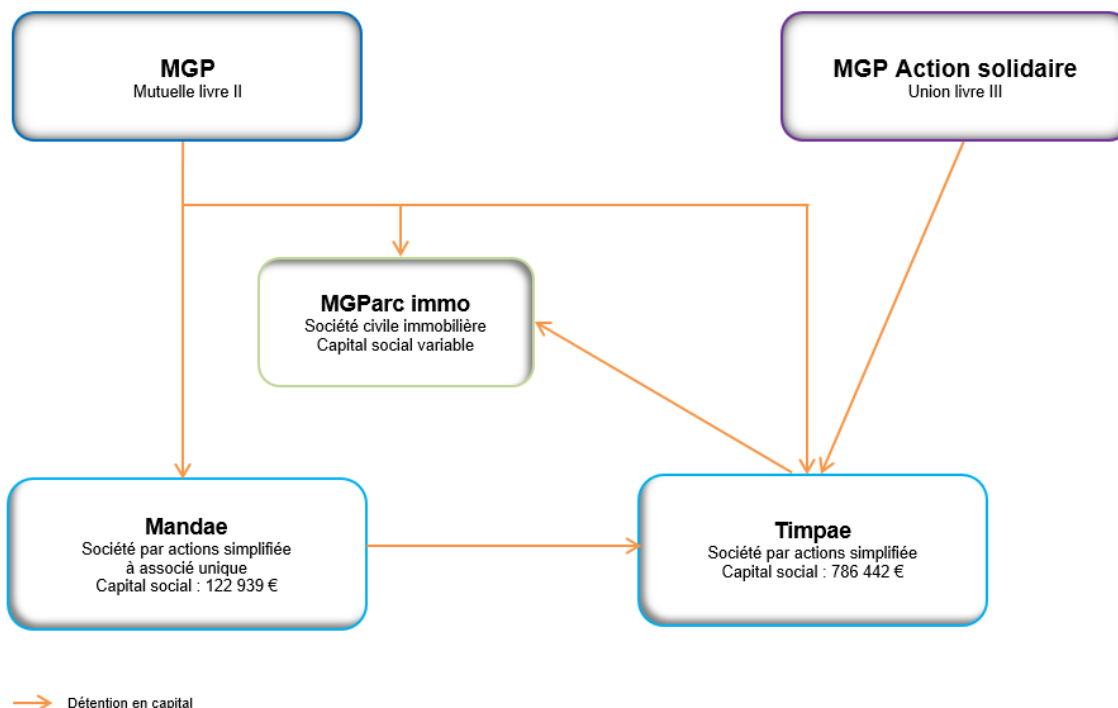 MGP
Mutuelle livre II
MGP Action solidaire
Union livre III
MGParc immo
Société civile immobilière
Capital social variable
Mandae
Société par actions simplifiée
à associé unique
Capital social : 122 939 €
Timpae
Société par actions simplifiée
Capital social : 786 442 €
Détention en capital